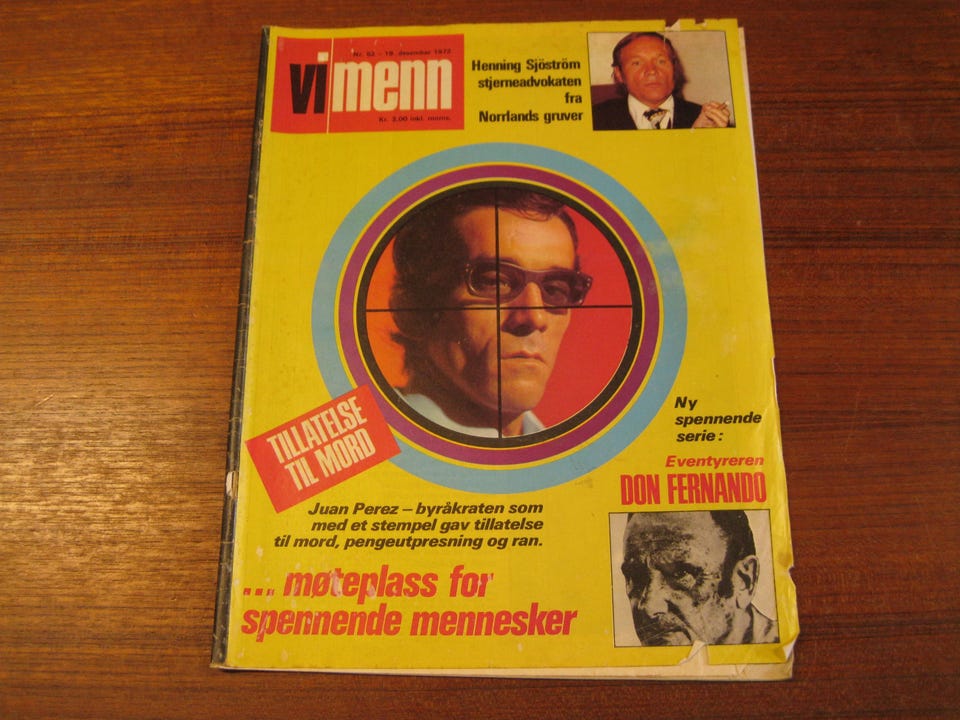 Nr. 52 - 19. desember 1972
vi menn
Kr. 3.00 inkl. moms.
Henning Sjöström
stjerneadvokaten
fra
Norrlands gruver
TILLATELSE
TIL MORD
Juan Perez – byråkraten som
med et stempel gav tillatelse
til mord, pengeutpresning og ran.
Ny
spennende
serie:
Eventyreren
DON FERNANDO
... møteplass for
spennende mennesker